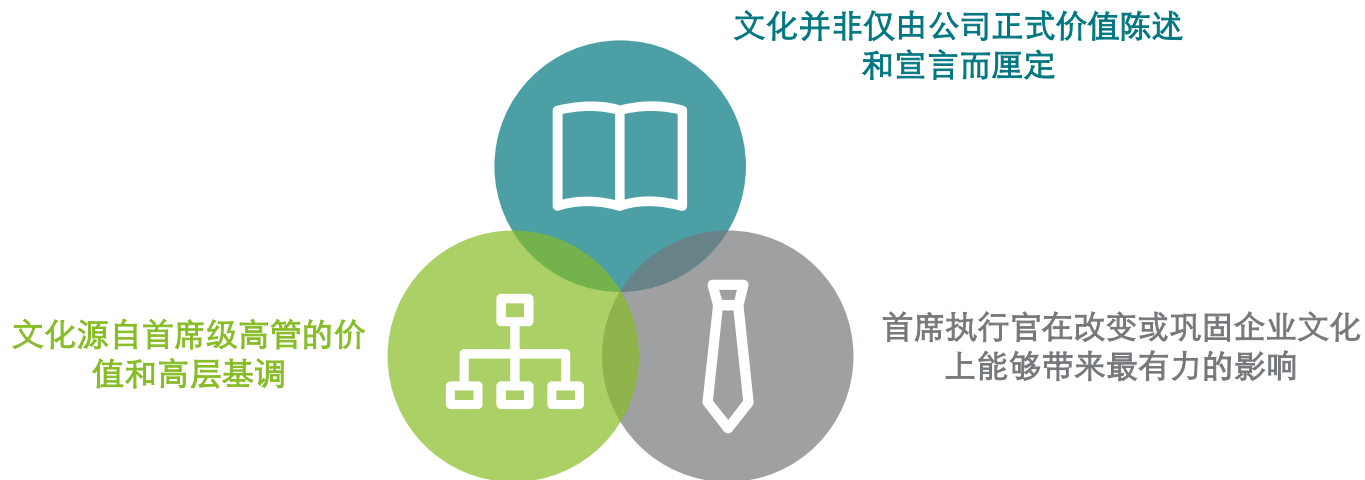 文化并非仅由公司正式价值陈述
和宣言而厘定
文化源自首席级高管的价
值和高层基调
首席执行官在改变或巩固企业文化
上能够带来最有力的影响